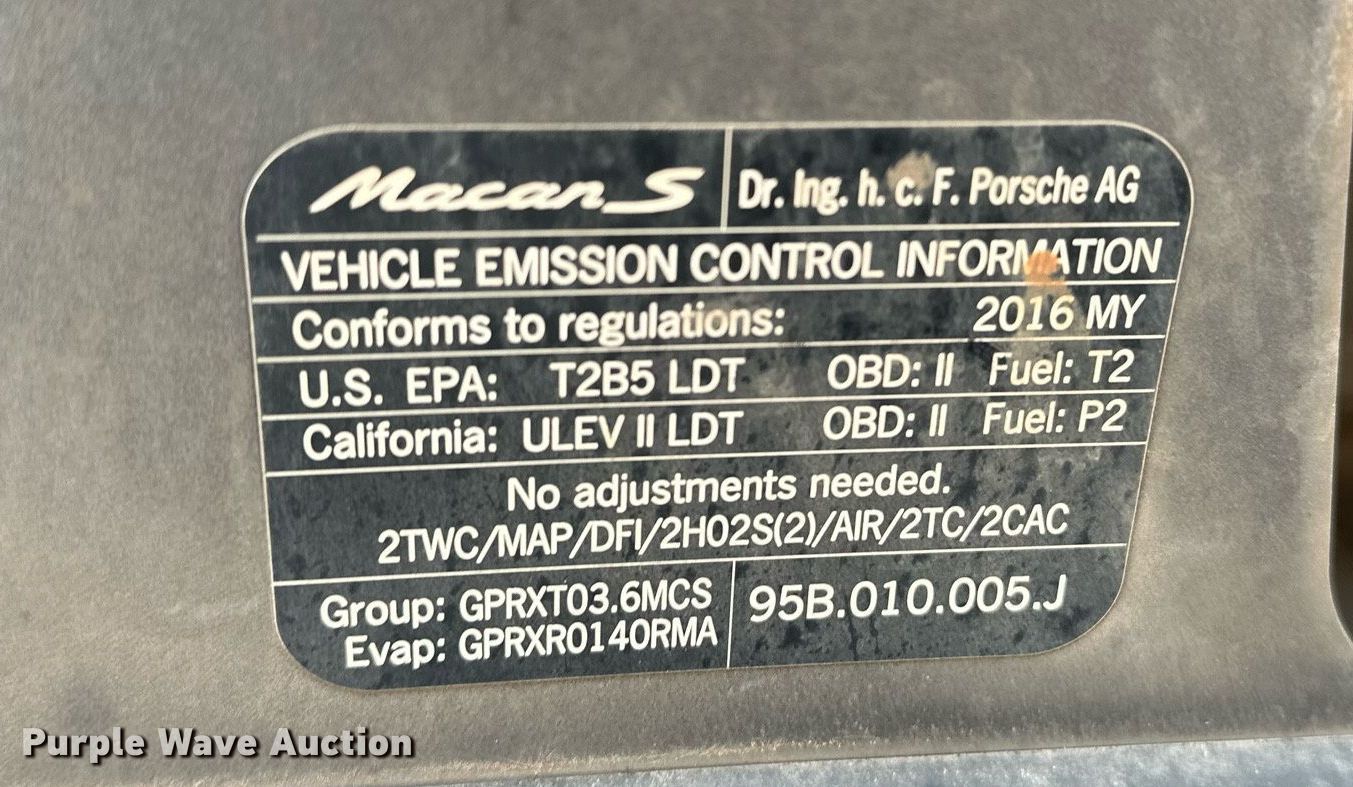 Macan S
Dr. Ing. h. c. F. Porsche AG
VEHICLE EMISSION CONTROL INFORMATION
Conforms to regulations: 2016 MY
U.S. EPA: T2B5 LDT OBD: II Fuel: T2
California: ULEV II LDT OBD: II Fuel: P2
No adjustments needed.
2TWC/MAP/DFI/2HO2S(2)/AIR/2TC/2CAC
Group: GPRXT03.6MCS
Evap: GPRXR0140RMA
95B.010.005.J
Purple Wave Auction